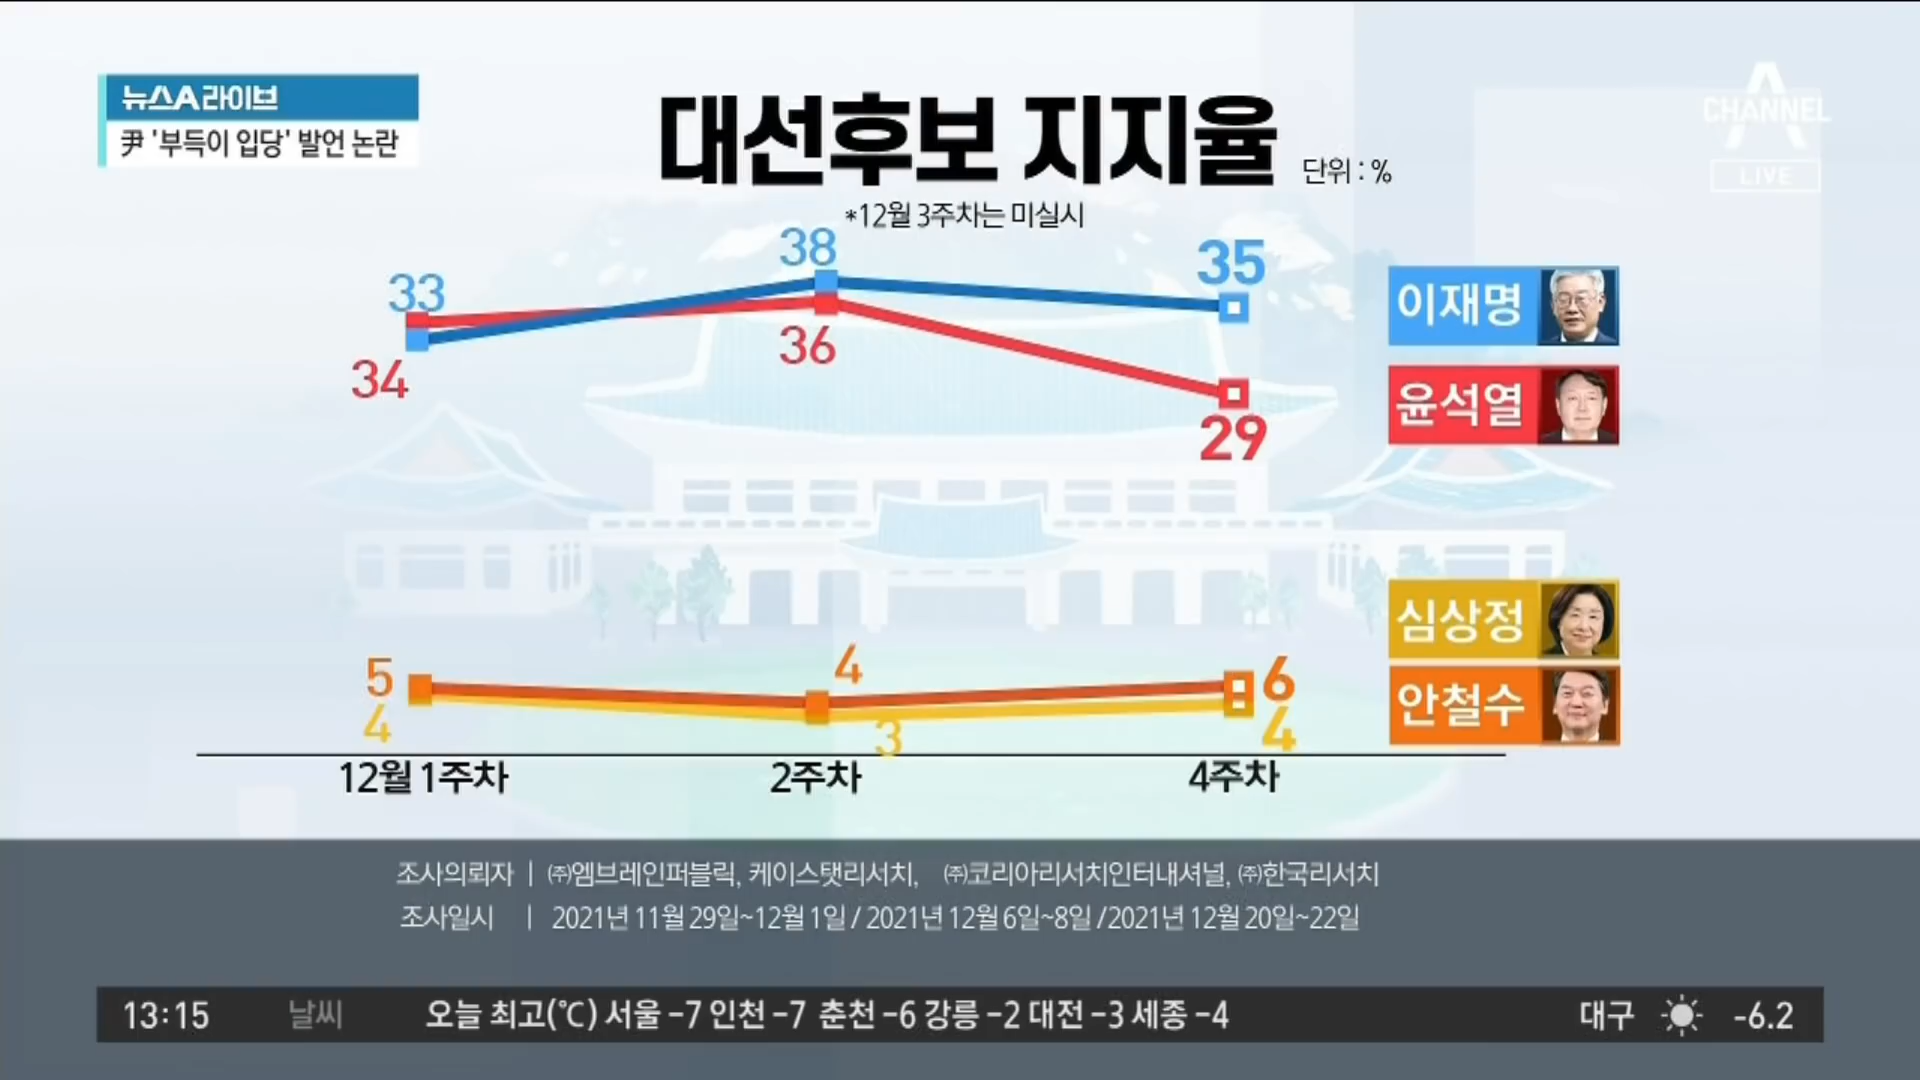 뉴스A 라이브
尹 '부득이 입당' 발언 논란
대선후보 지지율 단위 : %
*12월 3주차는 미실시
CHANNEL A
LIVE
33 38 35
34 36 29
이재명
윤석열
심상정
안철수
5 4 6
4 3 4
12월 1주차 2주차 4주차
조사의뢰자 | ㈜엠브레인퍼블릭, 케이스탯리서치, ㈜코리아리서치인터내셔널, ㈜한국리서치
조사일시 | 2021년 11월 29일~12월 1일 / 2021년 12월 6일~8일 /2021년 12월 20일~22일
13:15 날씨 오늘 최고(℃) 서울 -7 인천 -7 춘천 -6 강릉 -2 대전 -3 세종 -4 대구 -6.2